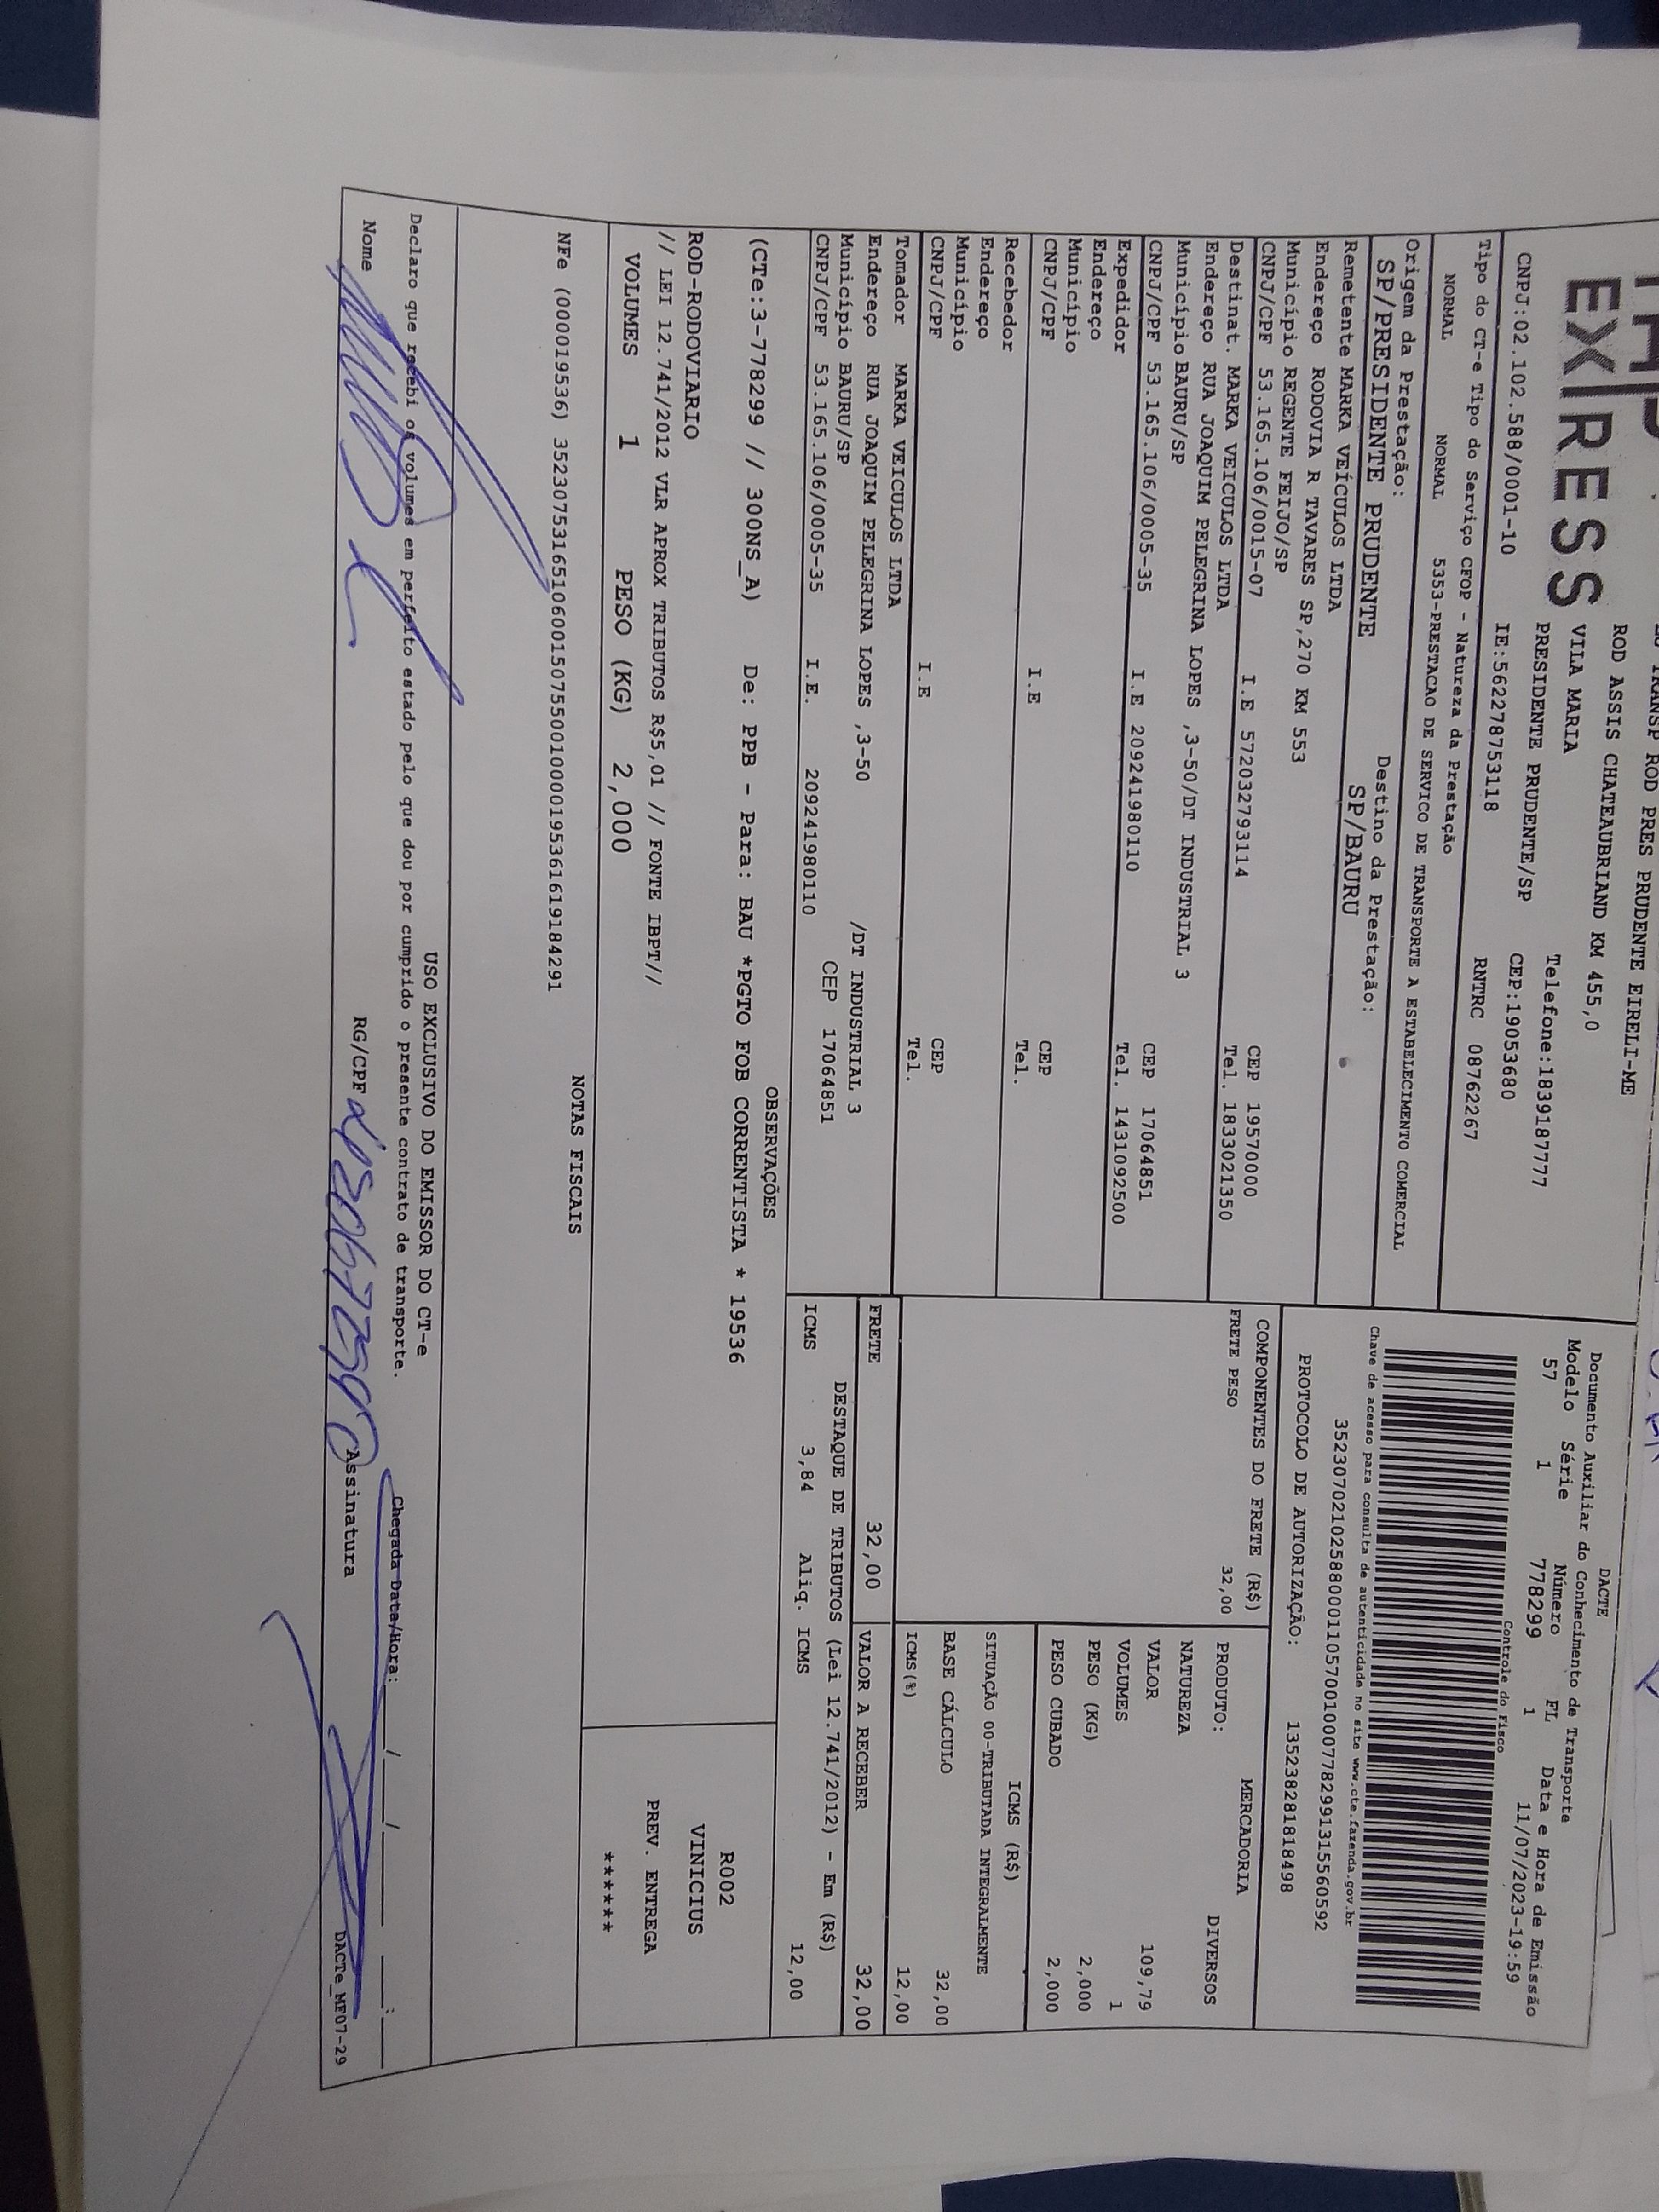 EXPRESS
TRANSP ROD PRES PRUDENTE EIRELI-ME
ROD ASSIS CHATEAUBRIAND KM 455,0
VILA MARIA
PRESIDENTE PRUDENTE/SP
Telefone:1839187777
CNPJ:02.102.588/0001-10 IE:562278753118 CEP:19053680
RNTRC 08762267
Tipo do CT-e Tipo do Serviço CFOP - Natureza da Prestação
NORMAL NORMAL 5353-PRESTACAO DE SERVICO DE TRANSPORTE A ESTABELECIMENTO COMERCIAL
Origem da Prestação: Destino da Prestação:
SP/PRESIDENTE PRUDENTE SP/BAURU
Remetente MARKA VEÍCULOS LTDA
Endereço RODOVIA R TAVARES SP,270 KM 553
Município REGENTE FEIJO/SP CEP 19570000
CNPJ/CPF 53.165.106/0015-07 I.E 572032793114 Tel. 1833021350
Destinat. MARKA VEICULOS LTDA
Endereço RUA JOAQUIM PELEGRINA LOPES ,3-50/DT INDUSTRIAL 3
Município BAURU/SP CEP 17064851
CNPJ/CPF 53.165.106/0005-35 I.E 209241980110 Tel. 1431092500
Expedidor
Endereço
Município CEP
CNPJ/CPF I.E Tel.
Recebedor
Endereço
Município CEP
CNPJ/CPF I.E Tel.
Tomador MARKA VEICULOS LTDA
Endereço RUA JOAQUIM PELEGRINA LOPES ,3-50 /DT INDUSTRIAL 3
Município BAURU/SP CEP 17064851
CNPJ/CPF 53.165.106/0005-35 I.E. 209241980110
DACTE
Documento Auxiliar do Conhecimento de Transporte
Modelo Série Número FL Data e Hora de Emissão
57 1 778299 1 11/07/2023-19:59
Controle do Fisco
Chave de acesso para consulta de autenticidade no site www.cte.fazenda.gov.br
35230702102588000110570010007782991315560592
PROTOCOLO DE AUTORIZAÇÃO: 135238281818498
COMPONENTES DO FRETE (R$)
FRETE PESO 32,00
MERCADORIA
PRODUTO: DIVERSOS
NATUREZA
VALOR 109,79
VOLUMES 1
PESO (KG) 2,000
PESO CUBADO 2,000
ICMS (R$)
SITUAÇÃO 00-TRIBUTADA INTEGRALMENTE
BASE CÁLCULO 32,00
ICMS(%) 12,00
FRETE 32,00 VALOR A RECEBER 32,00
DESTAQUE DE TRIBUTOS (Lei 12.741/2012) - Em (R$)
ICMS 3,84 Aliq. ICMS 12,00
OBSERVAÇÕES
(CTe:3-778299 // 300NS_A) De: PPB - Para: BAU *PGTO FOB CORRENTISTA * 19536
ROD-RODOVIARIO
// LEI 12.741/2012 VLR APROX TRIBUTOS R$5,01 // FONTE IBPT//
VOLUMES 1 PESO (KG) 2,000
R002
VINICIUS
PREV. ENTREGA
******
NOTAS FISCAIS
NFe (000019536) 35230753165106001507550010000195361619184291
USO EXCLUSIVO DO EMISSOR DO CT-e
Declaro que recebi os volumes em perfeito estado pelo que dou por cumprido o presente contrato de transporte. Chegada Data/Hora: / / :
Nome RG/CPF Assinatura
DACTe_MF07-29